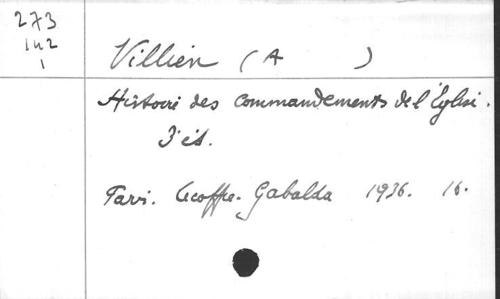 273
142
1
Villien (A )
Histoire des commandements de l'Église.
3e éd.
Paris. Lecoffre. Gabalda 1936. 16.